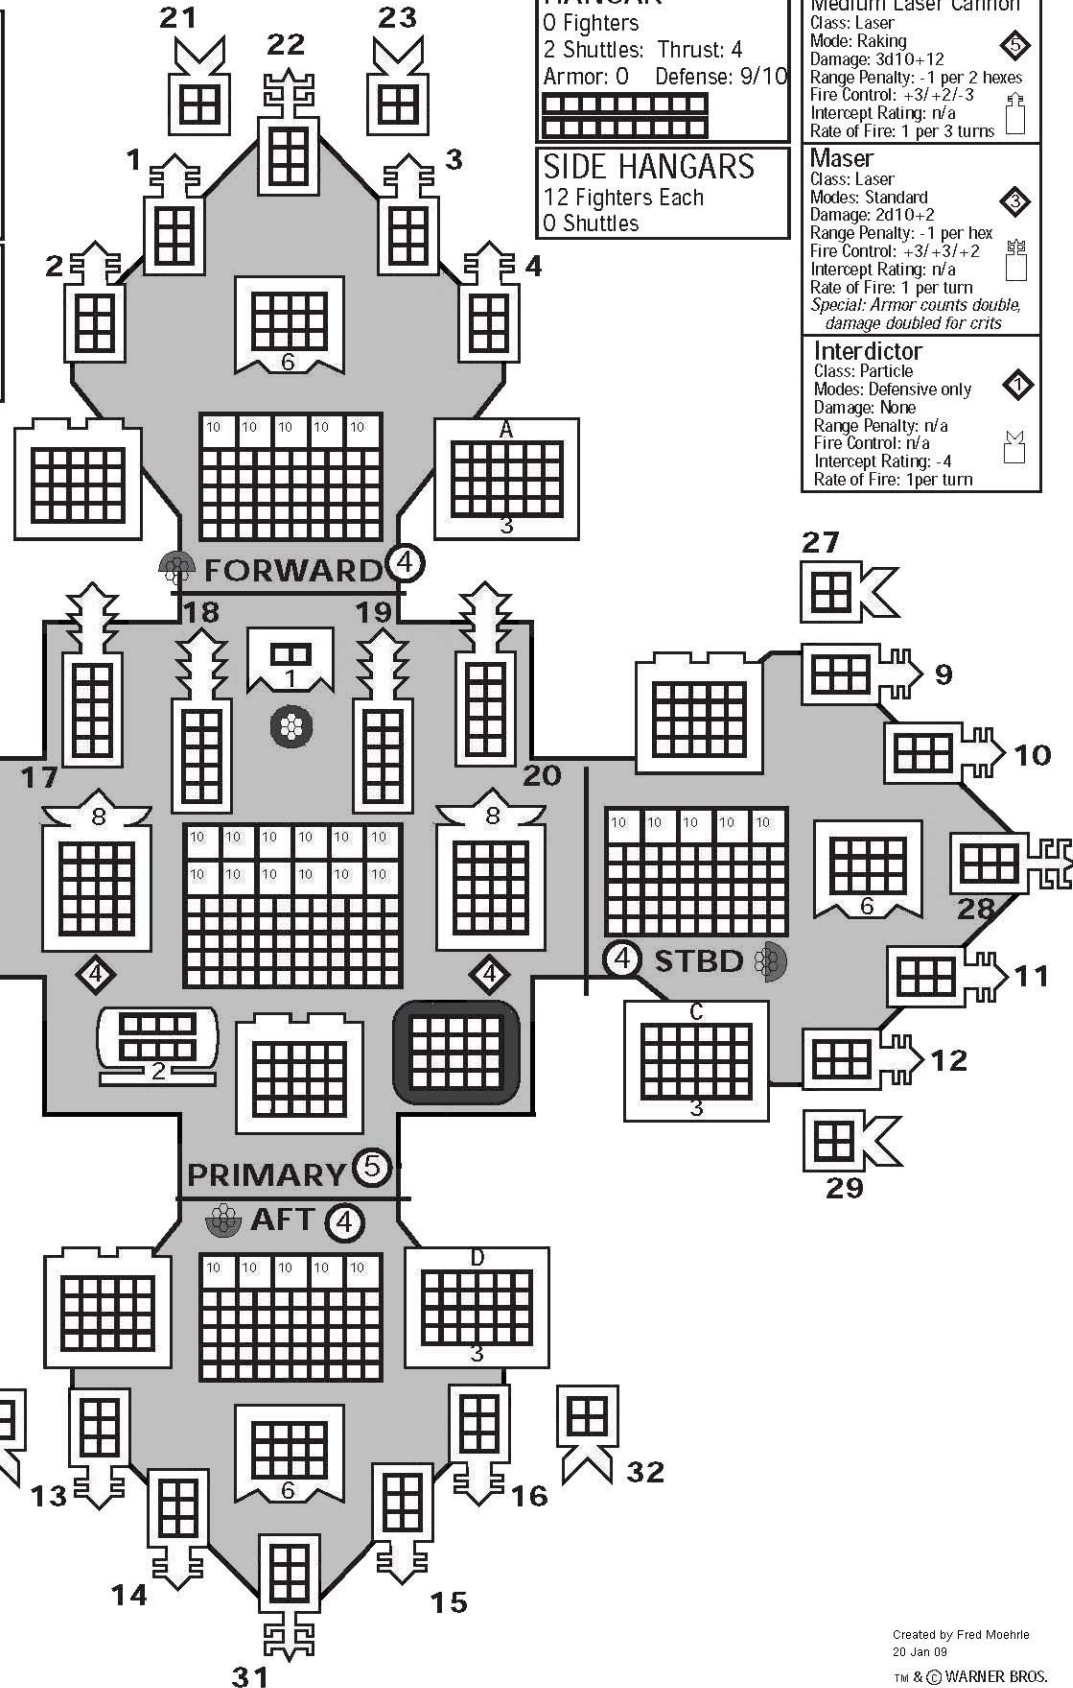 21
23
22
1
3
2
4
6
10 10 10 10 10
A
3
FORWARD 4
HANGAR
0 Fighters
2 Shuttles: Thrust: 4
Armor: 0 Defense: 9/10
SIDE HANGARS
12 Fighters Each
0 Shuttles
Medium Laser Cannon
Class: Laser
Mode: Raking
5
Damage: 3d10+12
Range Penalty: -1 per 2 hexes
Fire Control: +3/+2/-3
Intercept Rating: n/a
Rate of Fire: 1 per 3 turns
Maser
Class: Laser
Modes: Standard
3
Damage: 2d10+2
Range Penalty: -1 per hex
Fire Control: +3/+3/+2
Intercept Rating: n/a
Rate of Fire: 1 per turn
Special: Armor counts double,
damage doubled for crits
Interdictor
Class: Particle
1
Modes: Defensive only
Damage: None
Range Penalty: n/a
Fire Control: n/a
Intercept Rating: -4
Rate of Fire: 1per turn
18
19
1
17
20
8
8
10 10 10 10 10 10
10 10 10 10 10 10
4
4
2
PRIMARY 5
27
9
10
10 10 10 10 10
6
28
4 STBD
11
C
3
12
29
AFT 4
10 10 10 10 10
D
3
6
13
16
32
14
15
31
Created by Fred Moehrle
20 Jan 09
TM & © WARNER BROS.